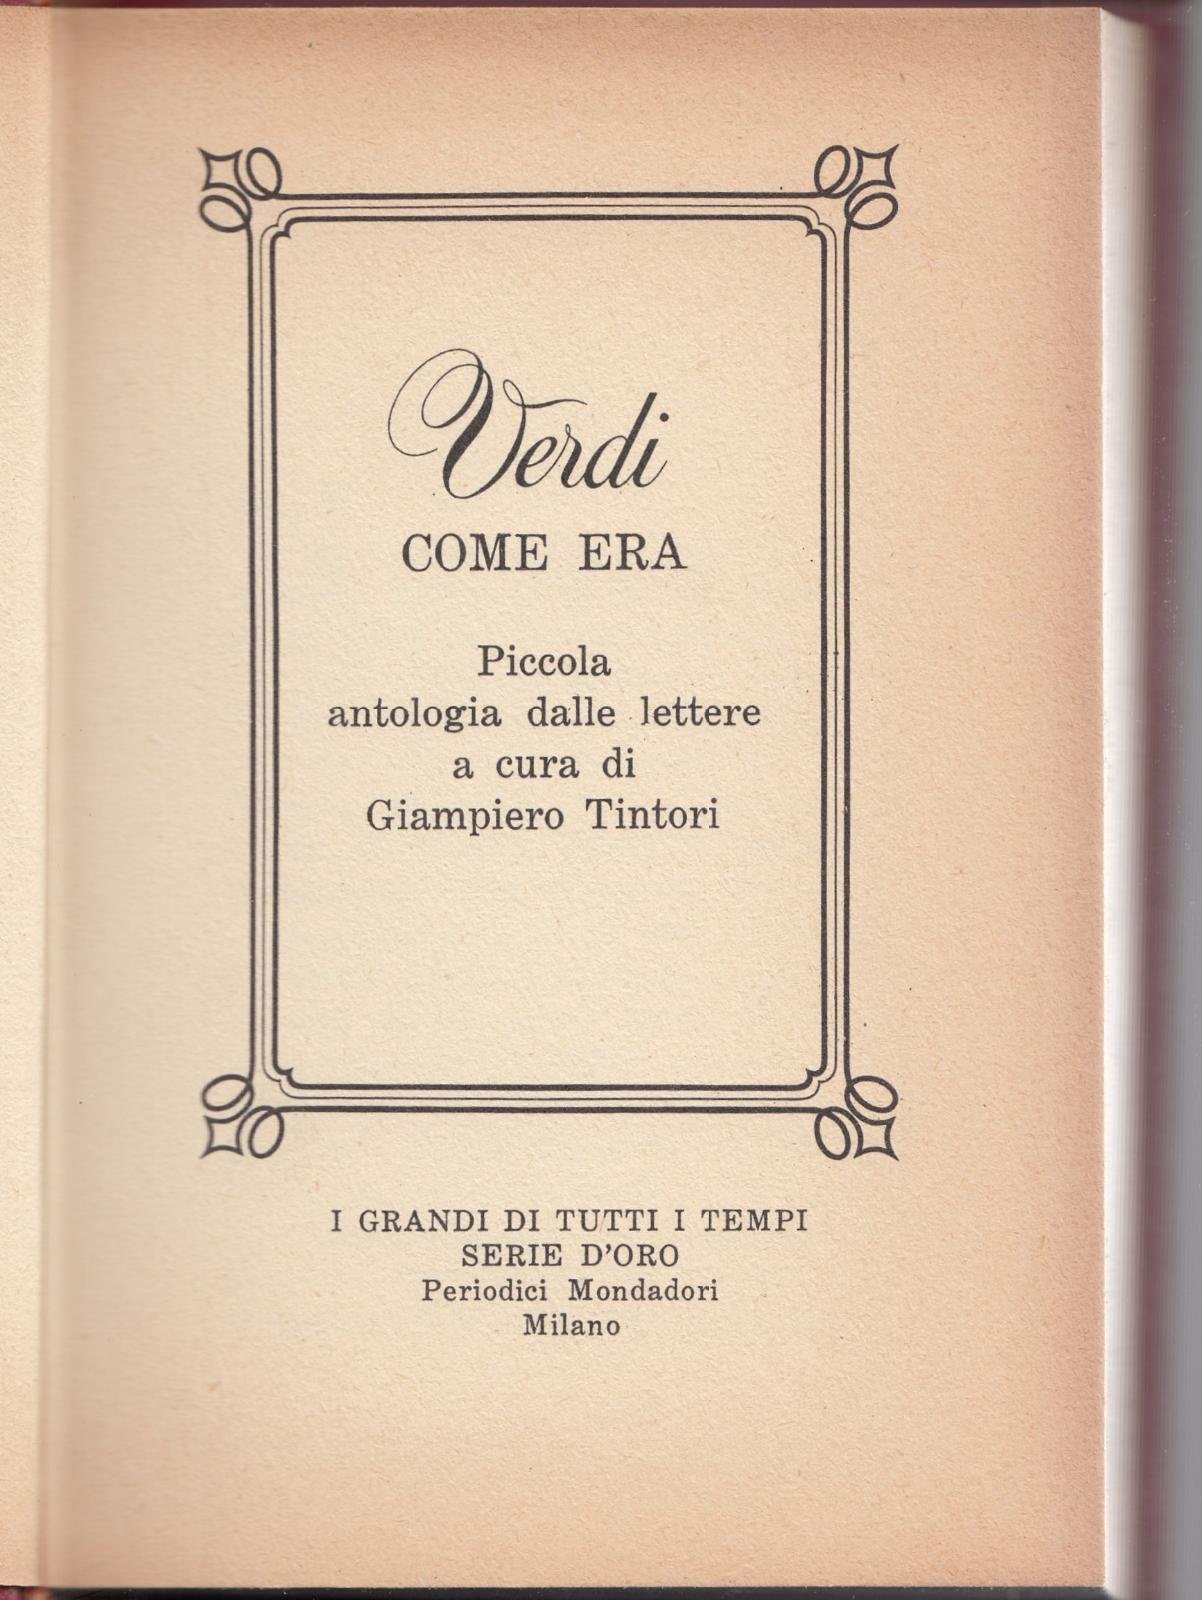 Verdi
COME ERA
Piccola
antologia dalle lettere
a cura di
Giampiero Tintori
I GRANDI DI TUTTI I TEMPI
SERIE D'ORO
Periodici Mondadori
Milano